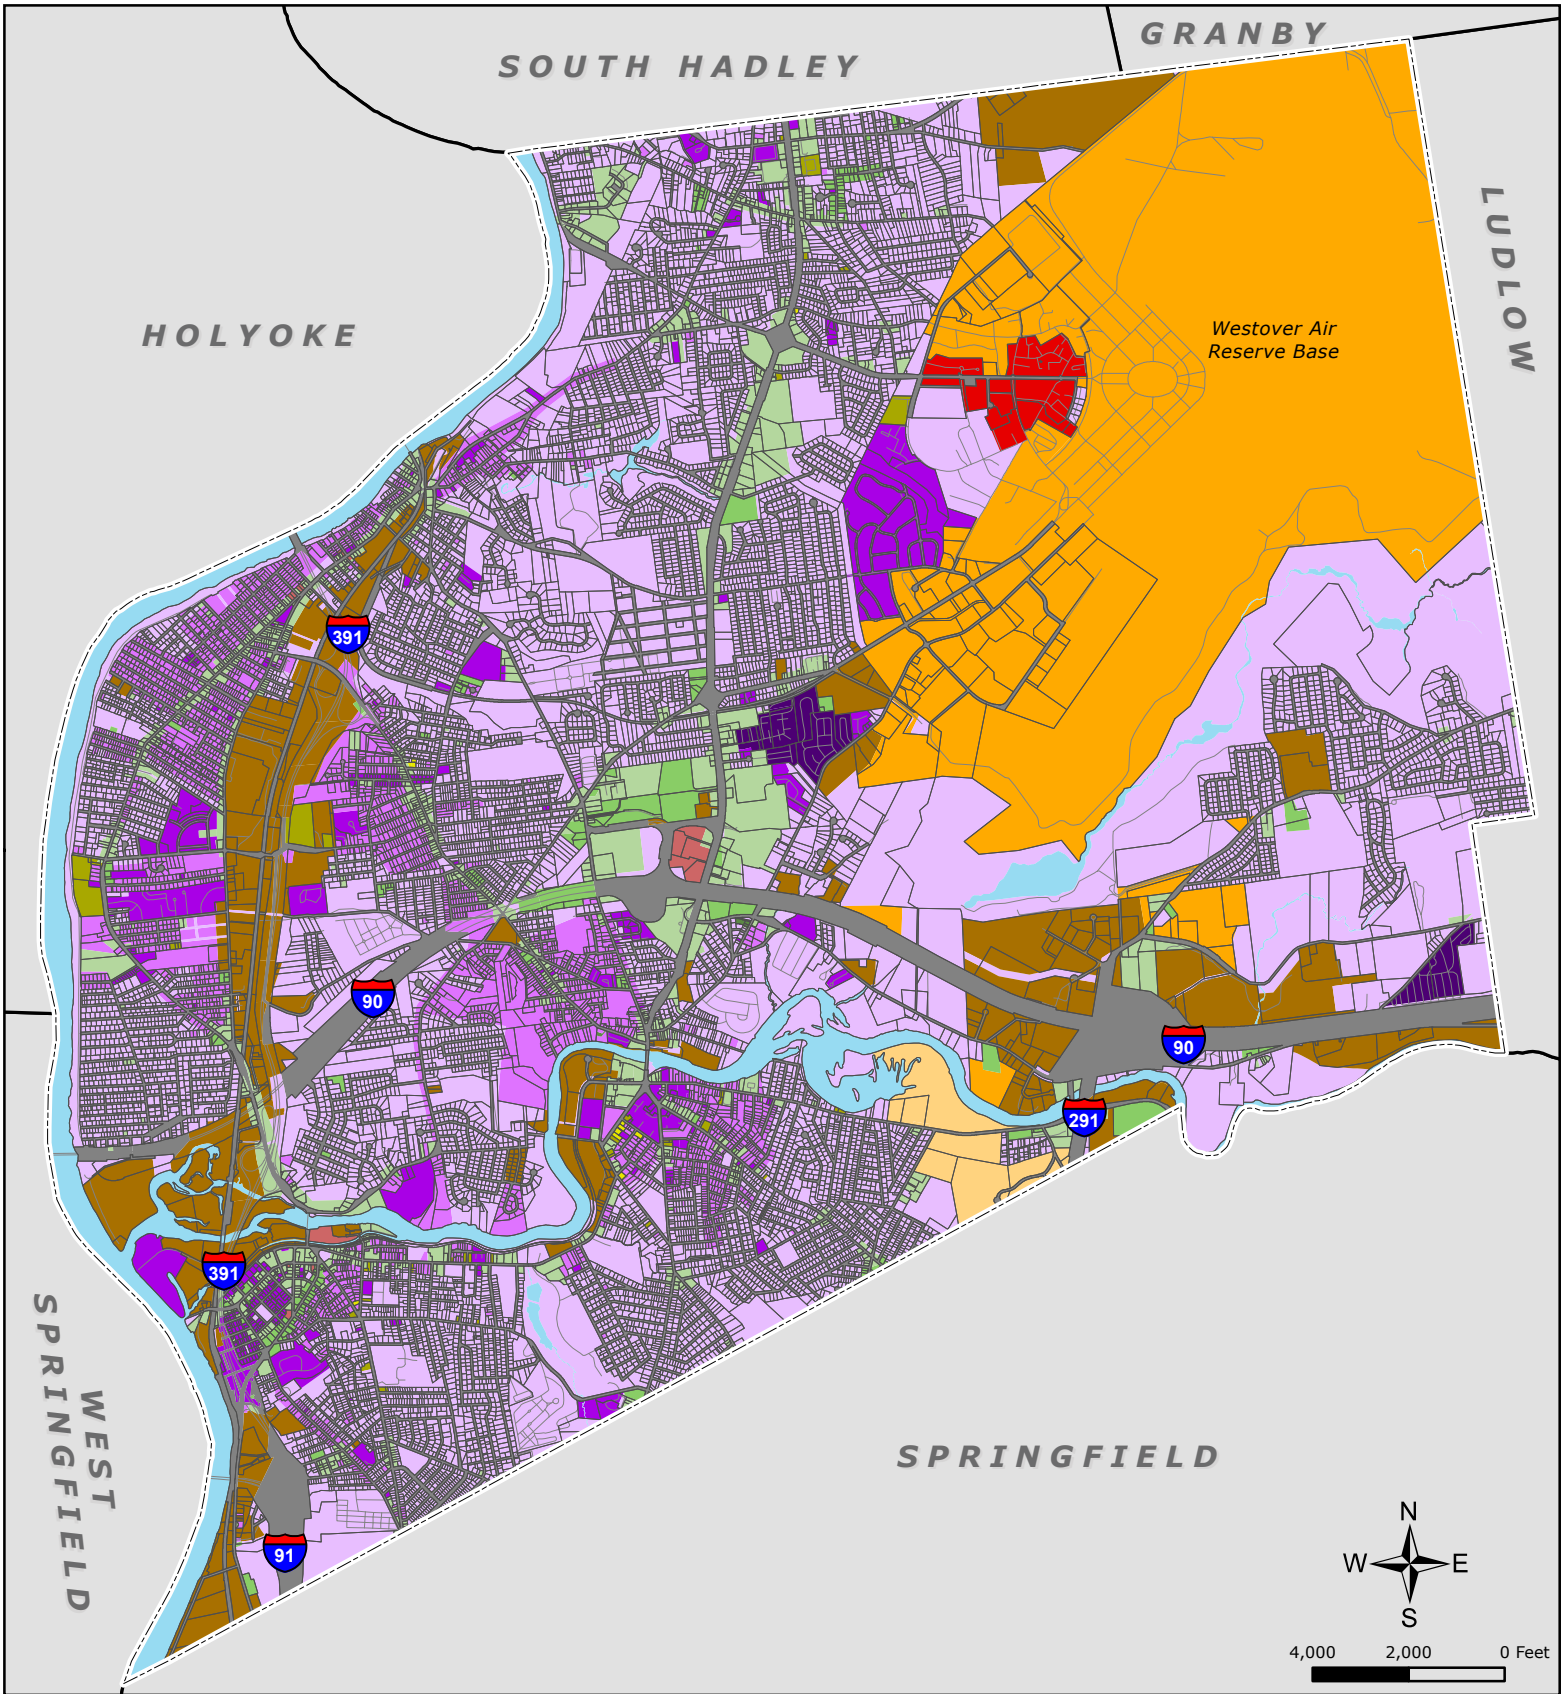 GRANBY
SOUTH HADLEY
LUDLOW
HOLYOKE
Westover Air
Reserve Base
391
90
90
291
391
WEST
SPRINGFIELD
SPRINGFIELD
91
N
W
E
S
4,000
2,000
0 Feet